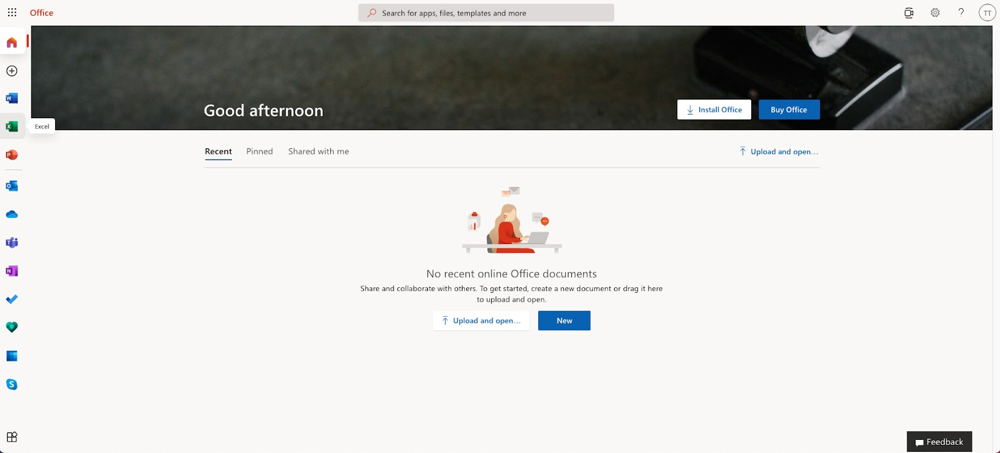 Office
Search for apps, files, templates and more
?
TT
Good afternoon
Install Office
Buy Office
W
X
Excel
P
Recent
Pinned
Shared with me
Upload and open...
O
T
N
S
No recent online Office documents
Share and collaborate with others. To get started, create a new document or drag it here
to upload and open.
Upload and open...
New
Feedback